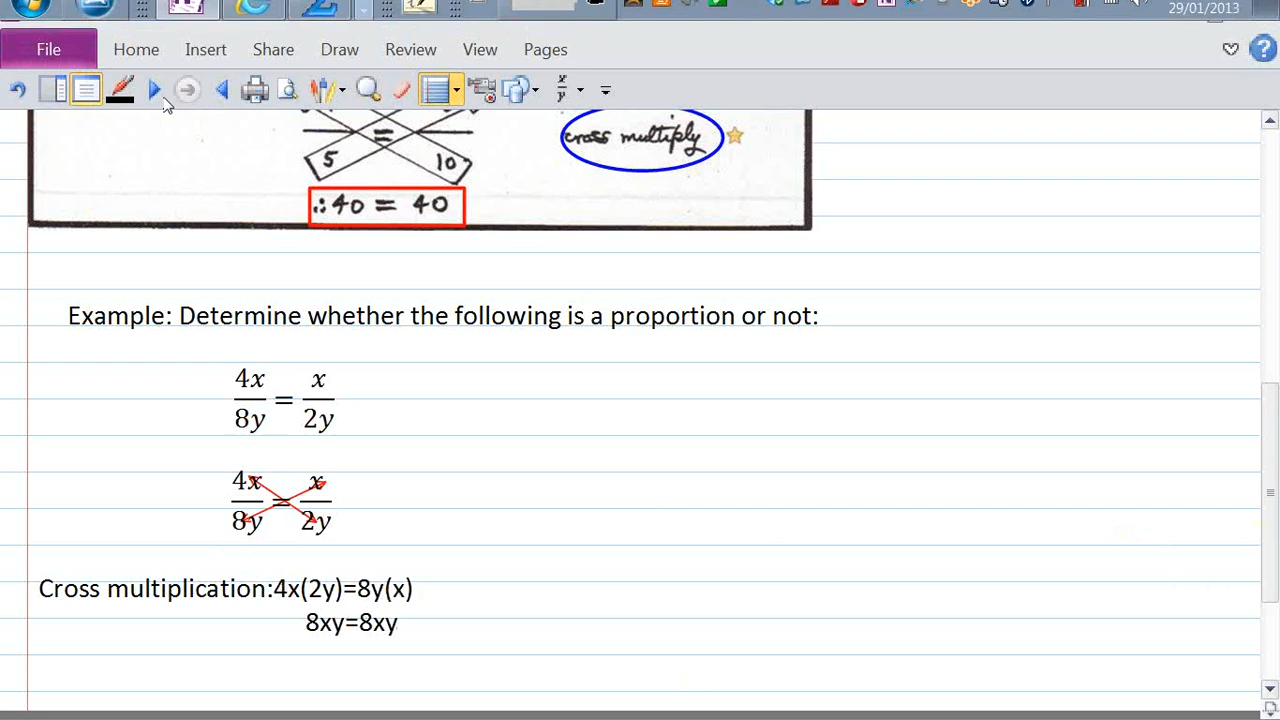 29/01/2013
File Home Insert Share Draw Review View Pages
x/y
=
5 10
cross multiply
∴40 = 40
Example: Determine whether the following is a proportion or not:
4x/8y = x/2y
4x/8y = x/2y
Cross multiplication:4x(2y)=8y(x)
8xy=8xy